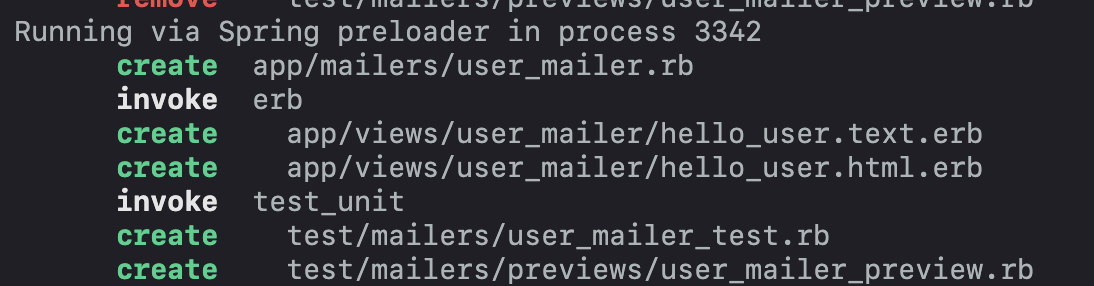 remove test/mailers/previews/user_mailer_preview.rb
Running via Spring preloader in process 3342
create app/mailers/user_mailer.rb
invoke erb
create app/views/user_mailer/hello_user.text.erb
create app/views/user_mailer/hello_user.html.erb
invoke test_unit
create test/mailers/user_mailer_test.rb
create test/mailers/previews/user_mailer_preview.rb